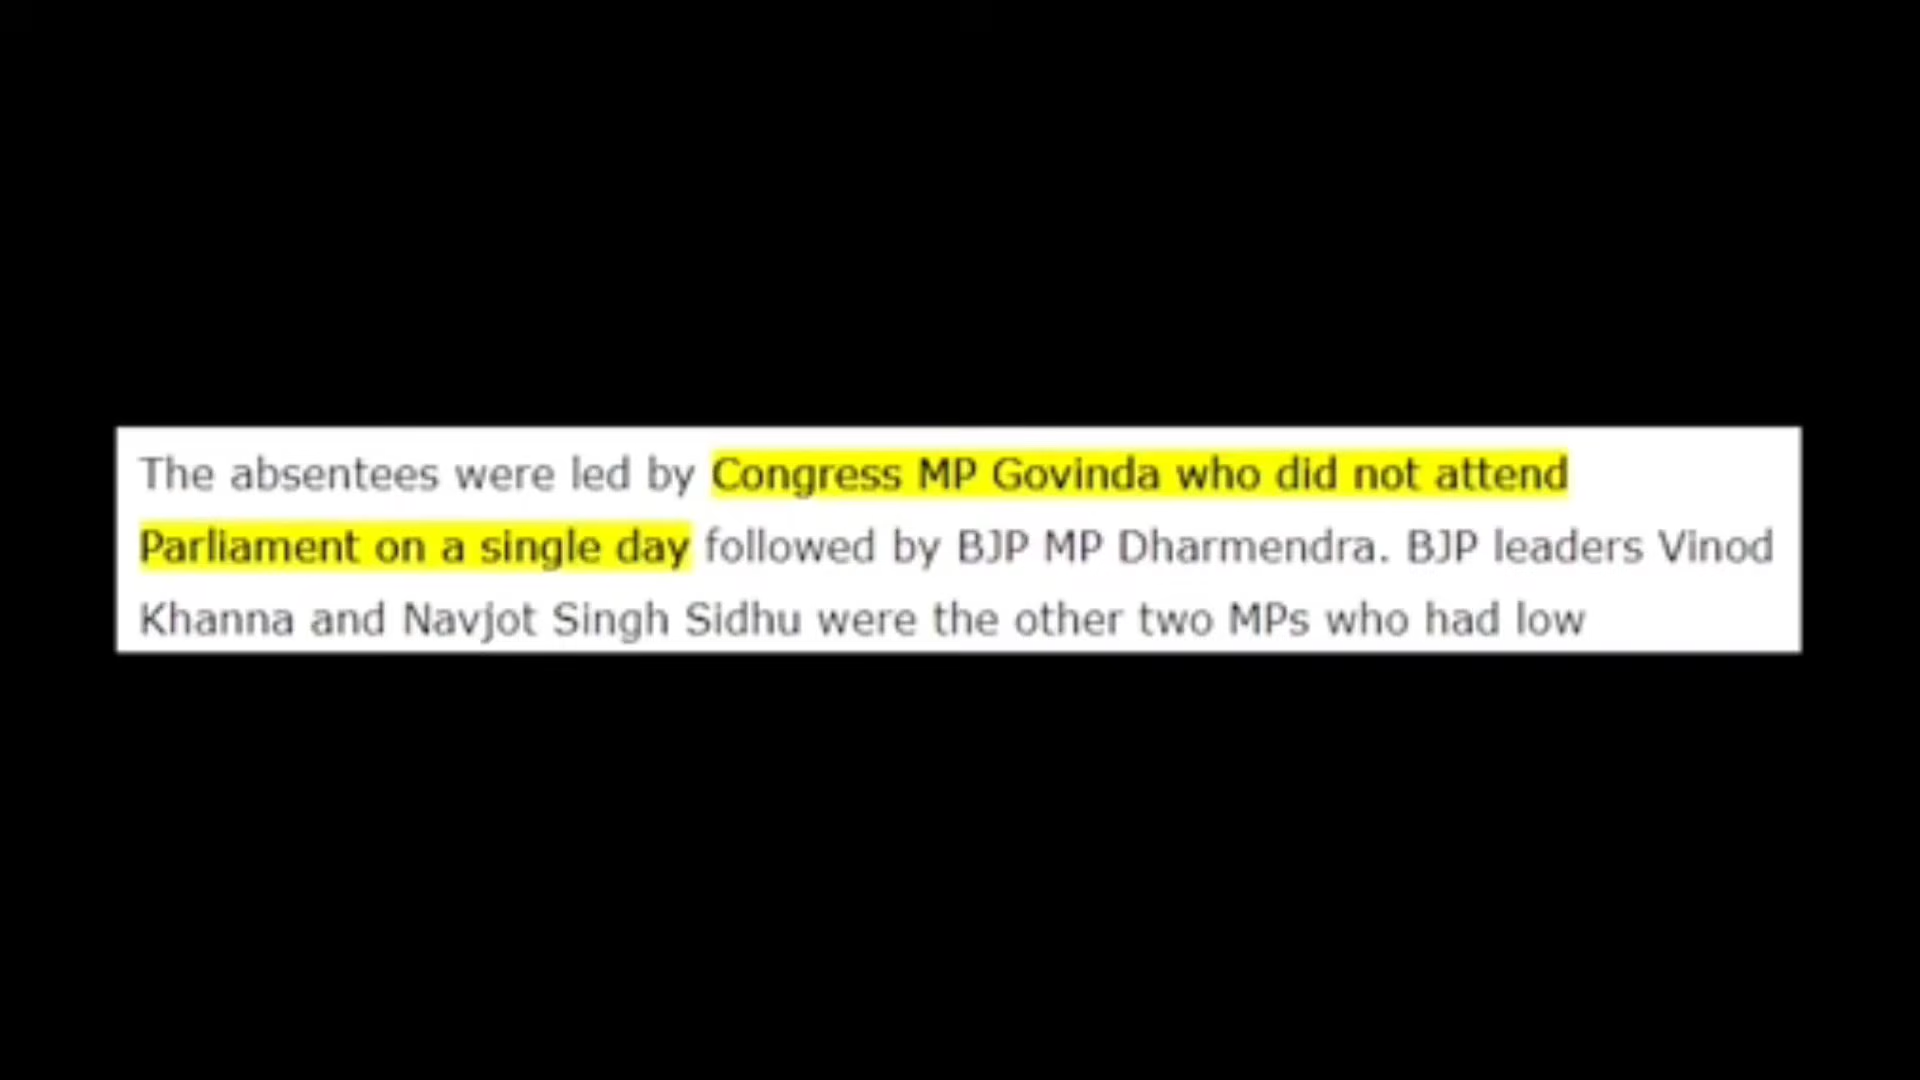 The absentees were led by Congress MP Govinda who did not attend
Parliament on a single day followed by BJP MP Dharmendra. BJP leaders Vinod
Khanna and Navjot Singh Sidhu were the other two MPs who had low